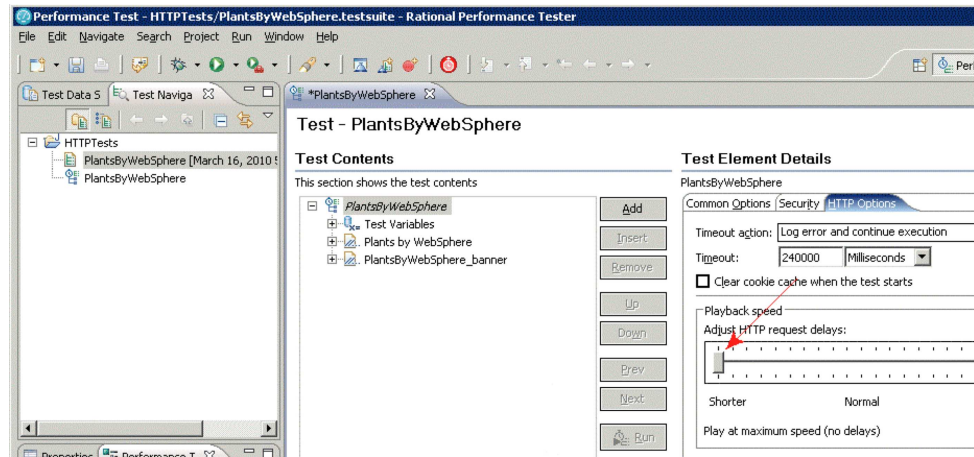 Performance Test - HTTPTests/PlantsByWebSphere.testsuite - Rational Performance Tester
File Edit Navigate Search Project Run Window Help
Per
Test Data S Test Naviga *PlantsByWebSphere
Test - PlantsByWebSphere
HTTPTests
PlantsByWebSphere [March 16, 2010
PlantsByWebSphere
Test Contents
This section shows the test contents
PlantsByWebSphere
Test Variables
Plants by WebSphere
PlantsByWebSphere_banner
Add
Insert
Remove
Up
Down
Prev
Next
Run
Test Element Details
PlantsByWebSphere
Common Options Security HTTP Options
Timeout action: Log error and continue execution
Timeout: 240000 Milliseconds
Clear cookie cache when the test starts
Playback speed
Adjust HTTP request delays:
Shorter Normal
Play at maximum speed (no delays)
Properties Performance T